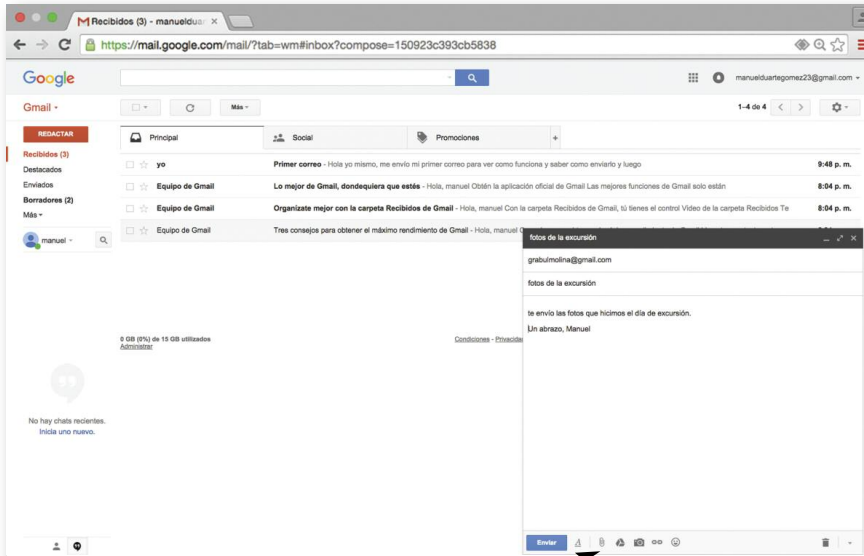 Recibidos (3) - manueldua
https://mail.google.com/mail/?tab=wm#inbox?compose=150923c393cb5838
Google
manuelduartegomez23@gmail.com
Gmail
Más
1-4 de 4
REDACTAR
Principal
Social
Promociones
+
Recibidos (3)
Destacados
Enviados
Borradores (2)
Más
manuel
yo Primer correo - Hola yo mismo, me envio mi primer correo para ver como funciona y saber como enviarlo y luego 9:48 p. m.
Equipo de Gmail Lo mejor de Gmail, dondequiera que estés - Hola, manuel Obtén la aplicación oficial de Gmail Las mejores funciones de Gmail solo están 8:04 p. m.
Equipo de Gmail Organízate mejor con la carpeta Recibidos de Gmail - Hola, manuel Con la carpeta Recibidos de Gmail, tú tienes el control Video de la carpeta Recibidos Te 8:04 p. m.
Equipo de Gmail Tres consejos para obtener el máximo rendimiento de Gmail - Hola, manuel
0 GB (0%) de 15 GB utilizados
Administrar
Condiciones - Privacidad
No hay chats recientes.
Inicia uno nuevo.
fotos de la excursión
grabulmolina@gmail.com
fotos de la excursión
te envío las fotos que hicimos el día de excursión.
Un abrazo, Manuel
Enviar